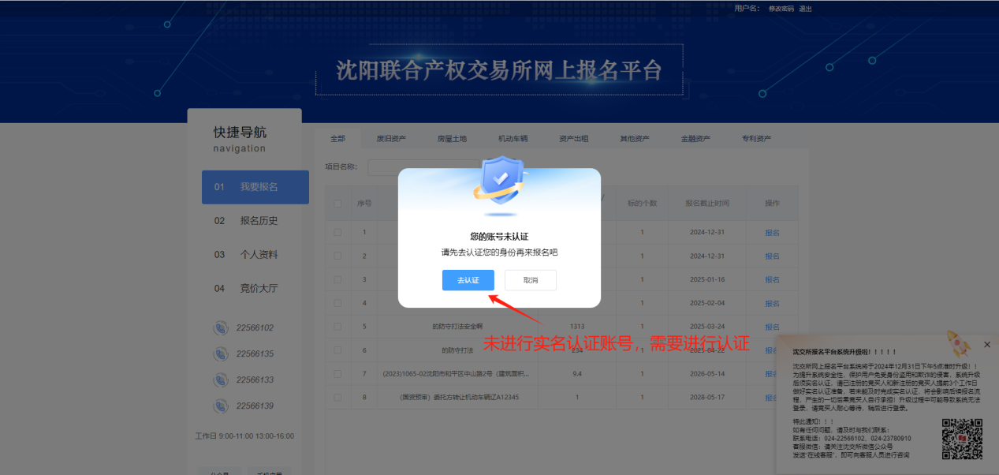 用户名： 修改密码 退出
沈阳联合产权交易所网上报名平台
快捷导航
navigation
01 我要报名
02 报名历史
03 个人资料
04 竞价大厅
22566102
22566135
22566133
22566139
工作日 9:00-11:00 13:00-16:00
全部 废旧资产 房屋土地 机动车辆 资产出租 其他资产 金融资产 专利资产
项目名称：
序号 标的个数 报名截止时间 操作
1 1 2024-12-31 报名
2 1 2024-12-31 报名
3 1 2025-01-16 报名
4 1 2025-02-04 报名
5 的防守打法安全啊 1313 1 2025-03-24 报名
6 的防守打法 234 1 2025-04-22 报名
7 (2023)1065-02沈阳市和平区中山路2号（建筑面积... 9.4 1 2026-05-14 报名
8 （国资预审）委托方转让机动车辆辽A12345 1 1 2028-05-17 报名
您的账号未认证
请先去认证您的身份再来报名吧
去认证 取消
未进行实名认证账号，需要进行认证
沈交所报名平台系统升级啦！！！！！
沈交所网上报名平台系统将于2024年12月31日下午5点准时升级！！
为提升系统安全性，保护用户免受身份盗用和欺诈的侵害，系统升级
后须实名认证，请已注册的竞买人和新注册的竞买人提前3个工作日
做好实名认证准备，若未能及时完成实名认证，将会影响后续报名流
程，产生的一切后果竞买人自行承担！升级过程中可能导致系统无法
登录，请竞买人耐心等待，稍后进行登录。
特此通知！！！
如有任何问题，请及时与我们联系：
联系电话：024-22566102、024-23780910
客服微信：请关注沈交所微信公众号
发送“在线客服”，即可向客服人员进行咨询